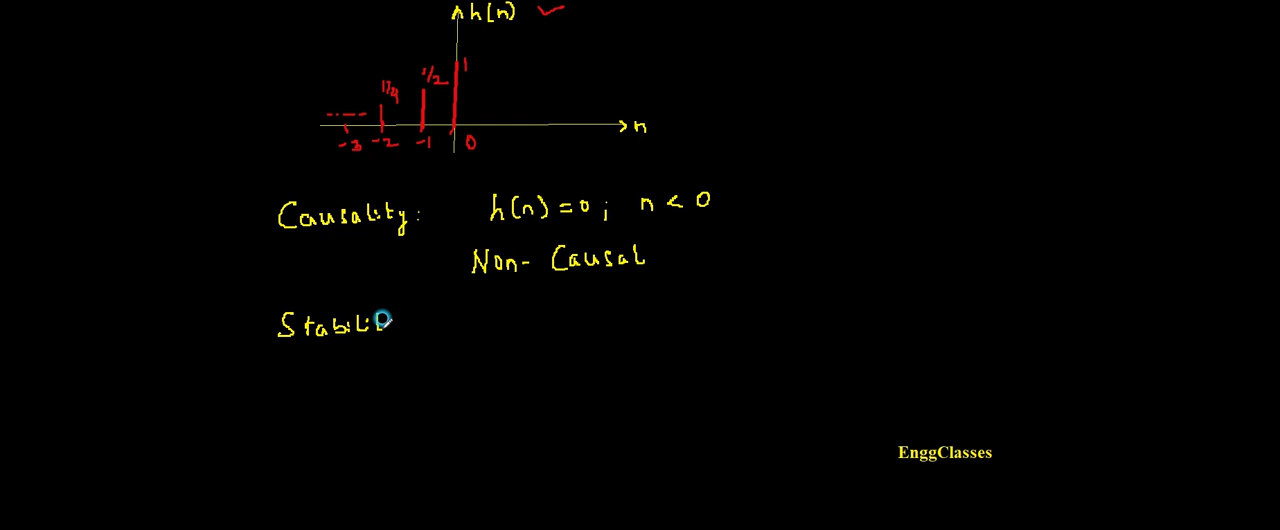 h(n)
1
1/2
1/4
-3 -2 -1 0
n
Causality: h(n) = 0 ; n < 0
Non- Causal
Stabili
EnggClasses